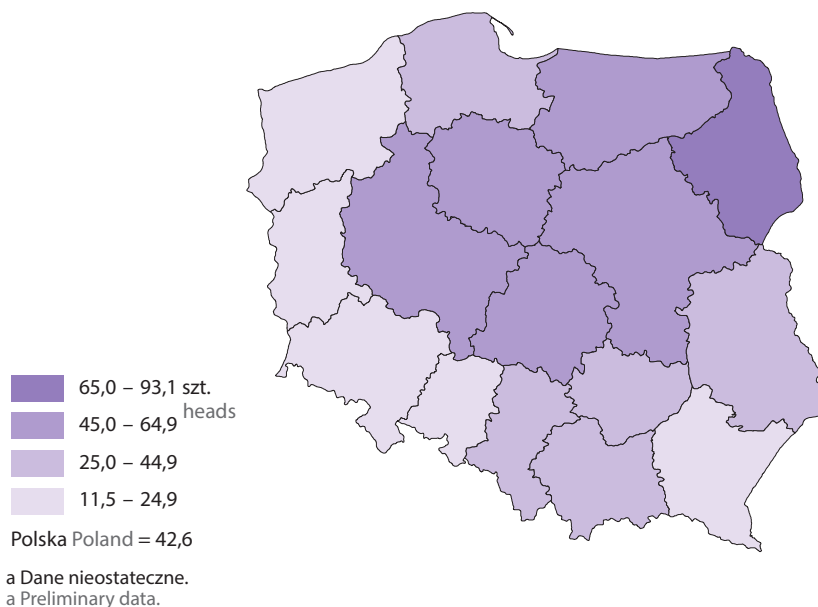 65,0 – 93,1 szt.
heads
45,0 – 64,9
25,0 – 44,9
11,5 – 24,9
Polska Poland = 42,6
a Dane nieostateczne.
a Preliminary data.